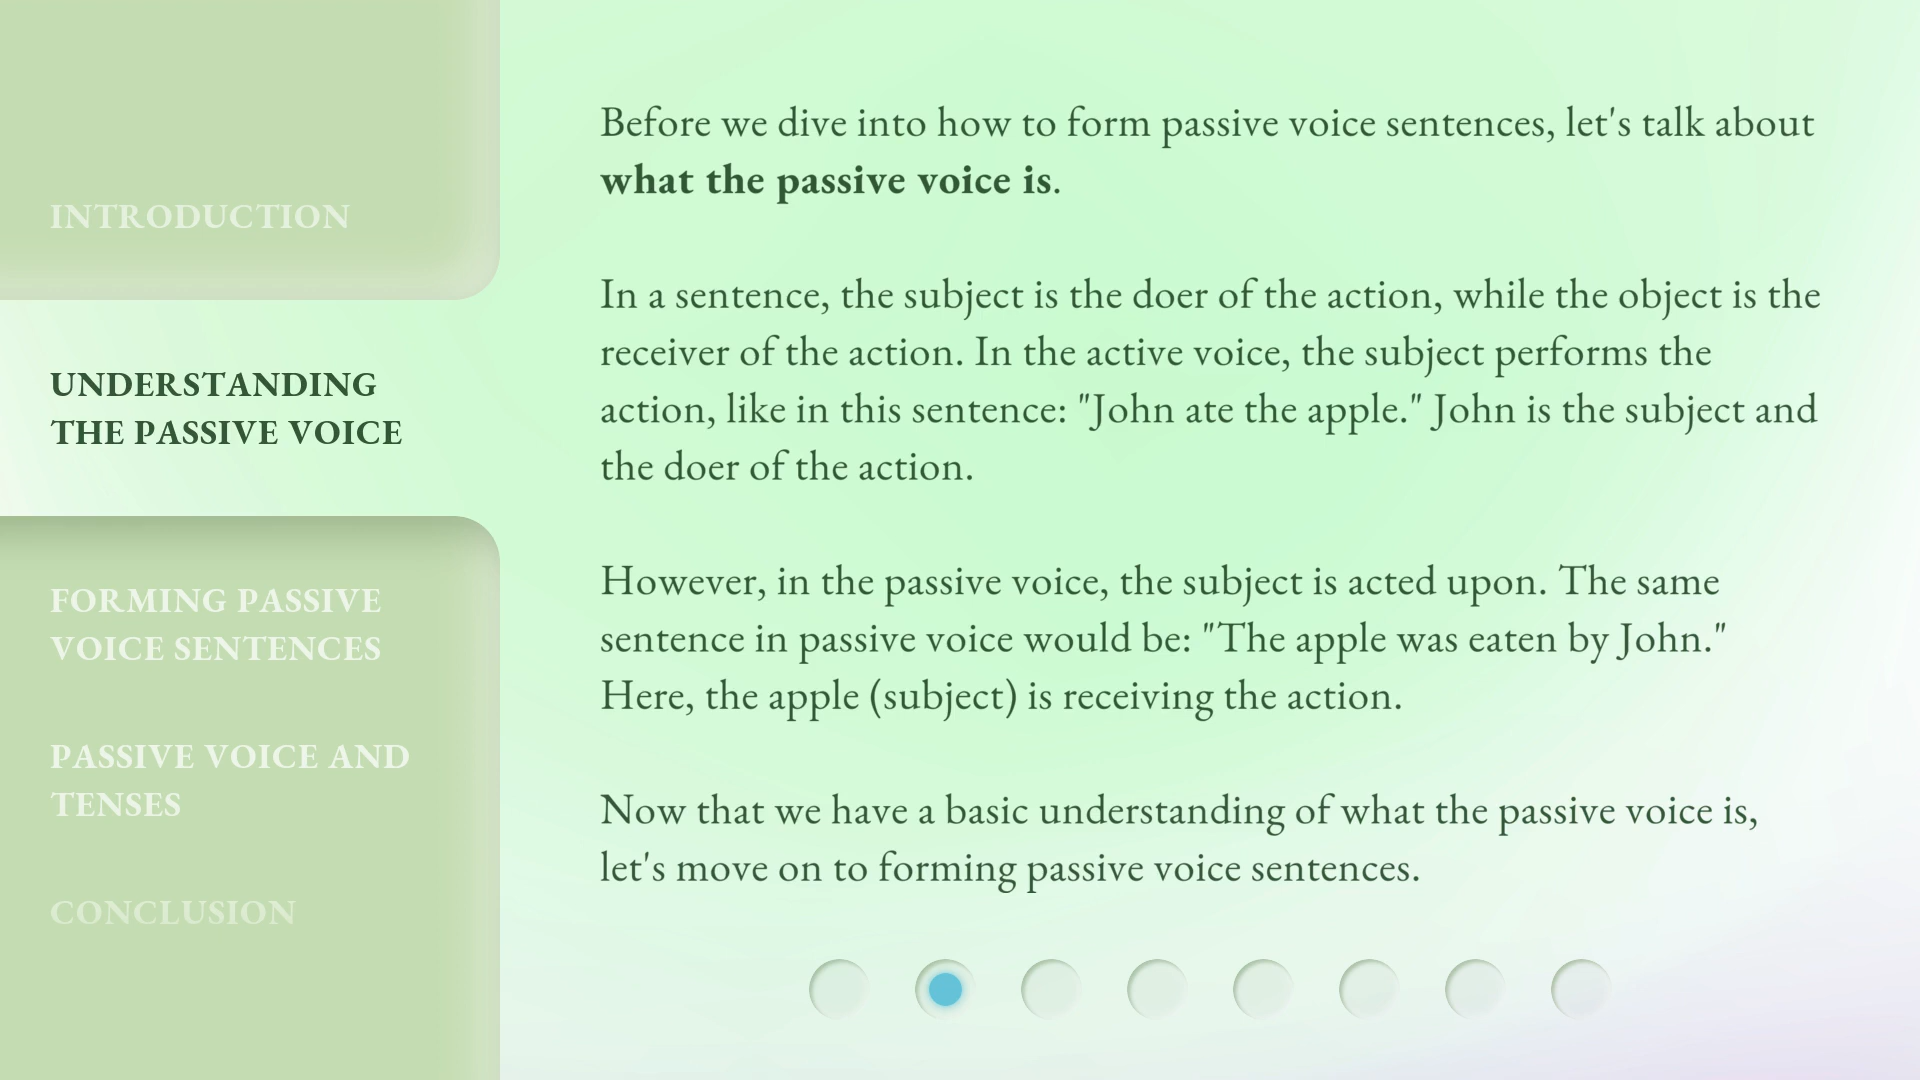 INTRODUCTION
UNDERSTANDING
THE PASSIVE VOICE
FORMING PASSIVE
VOICE SENTENCES
PASSIVE VOICE AND
TENSES
CONCLUSION
Before we dive into how to form passive voice sentences, let's talk about
what the passive voice is.
In a sentence, the subject is the doer of the action, while the object is the
receiver of the action. In the active voice, the subject performs the
action, like in this sentence: "John ate the apple." John is the subject and
the doer of the action.
However, in the passive voice, the subject is acted upon. The same
sentence in passive voice would be: "The apple was eaten by John."
Here, the apple (subject) is receiving the action.
Now that we have a basic understanding of what the passive voice is,
let's move on to forming passive voice sentences.